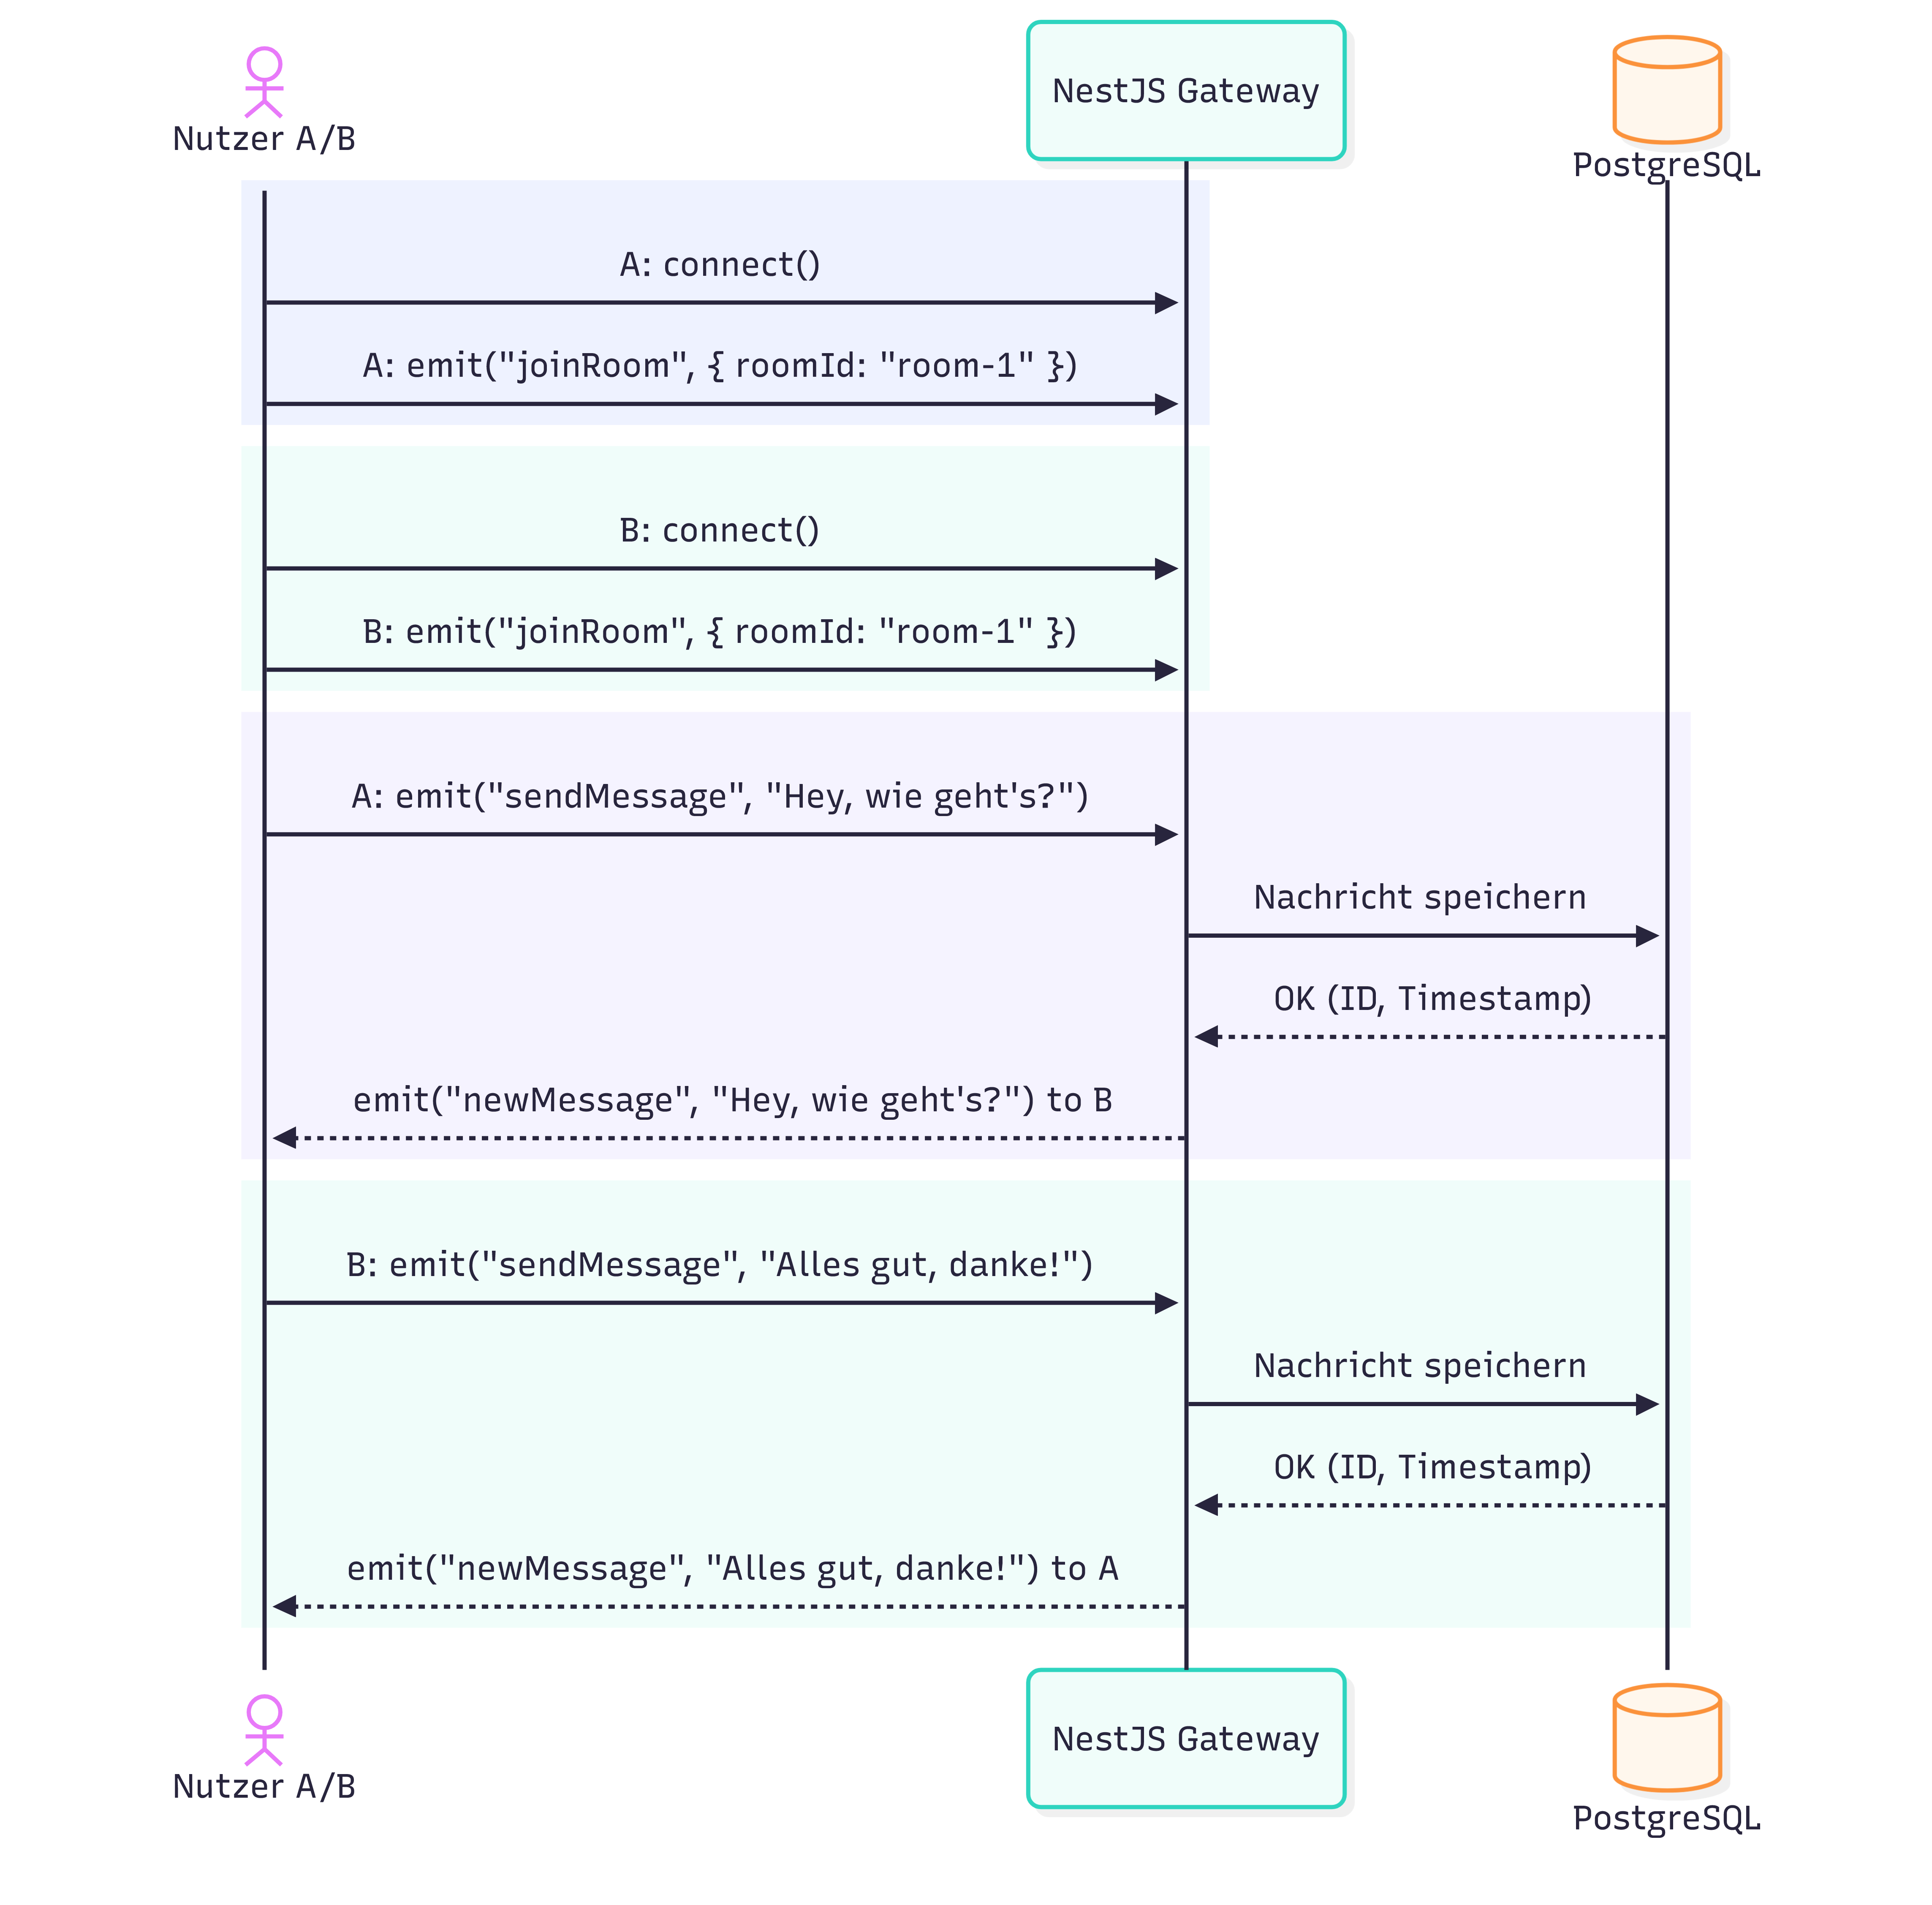 Nutzer A/B
NestJS Gateway
PostgreSQL
A: connect()
A: emit("joinRoom", { roomId: "room-1" })
B: connect()
B: emit("joinRoom", { roomId: "room-1" })
A: emit("sendMessage", "Hey, wie geht's?")
Nachricht speichern
OK (ID, Timestamp)
emit("newMessage", "Hey, wie geht's?") to B
B: emit("sendMessage", "Alles gut, danke!")
Nachricht speichern
OK (ID, Timestamp)
emit("newMessage", "Alles gut, danke!") to A
Nutzer A/B
NestJS Gateway
PostgreSQL